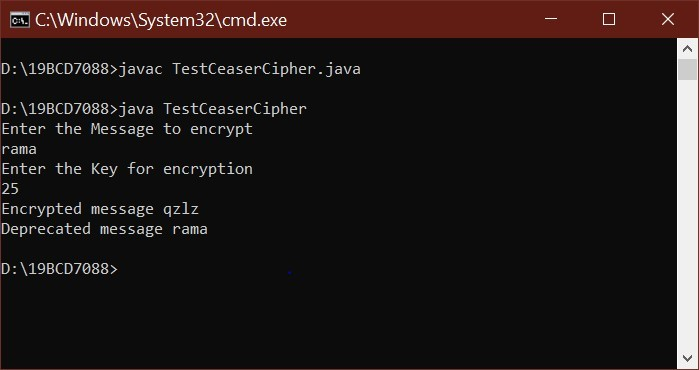 C:\Windows\System32\cmd.exe
D:\19BCD7088>javac TestCeaserCipher.java
D:\19BCD7088>java TestCeaserCipher
Enter the Message to encrypt
rama
Enter the Key for encryption
25
Encrypted message qzlz
Deprecated message rama
D:\19BCD7088>